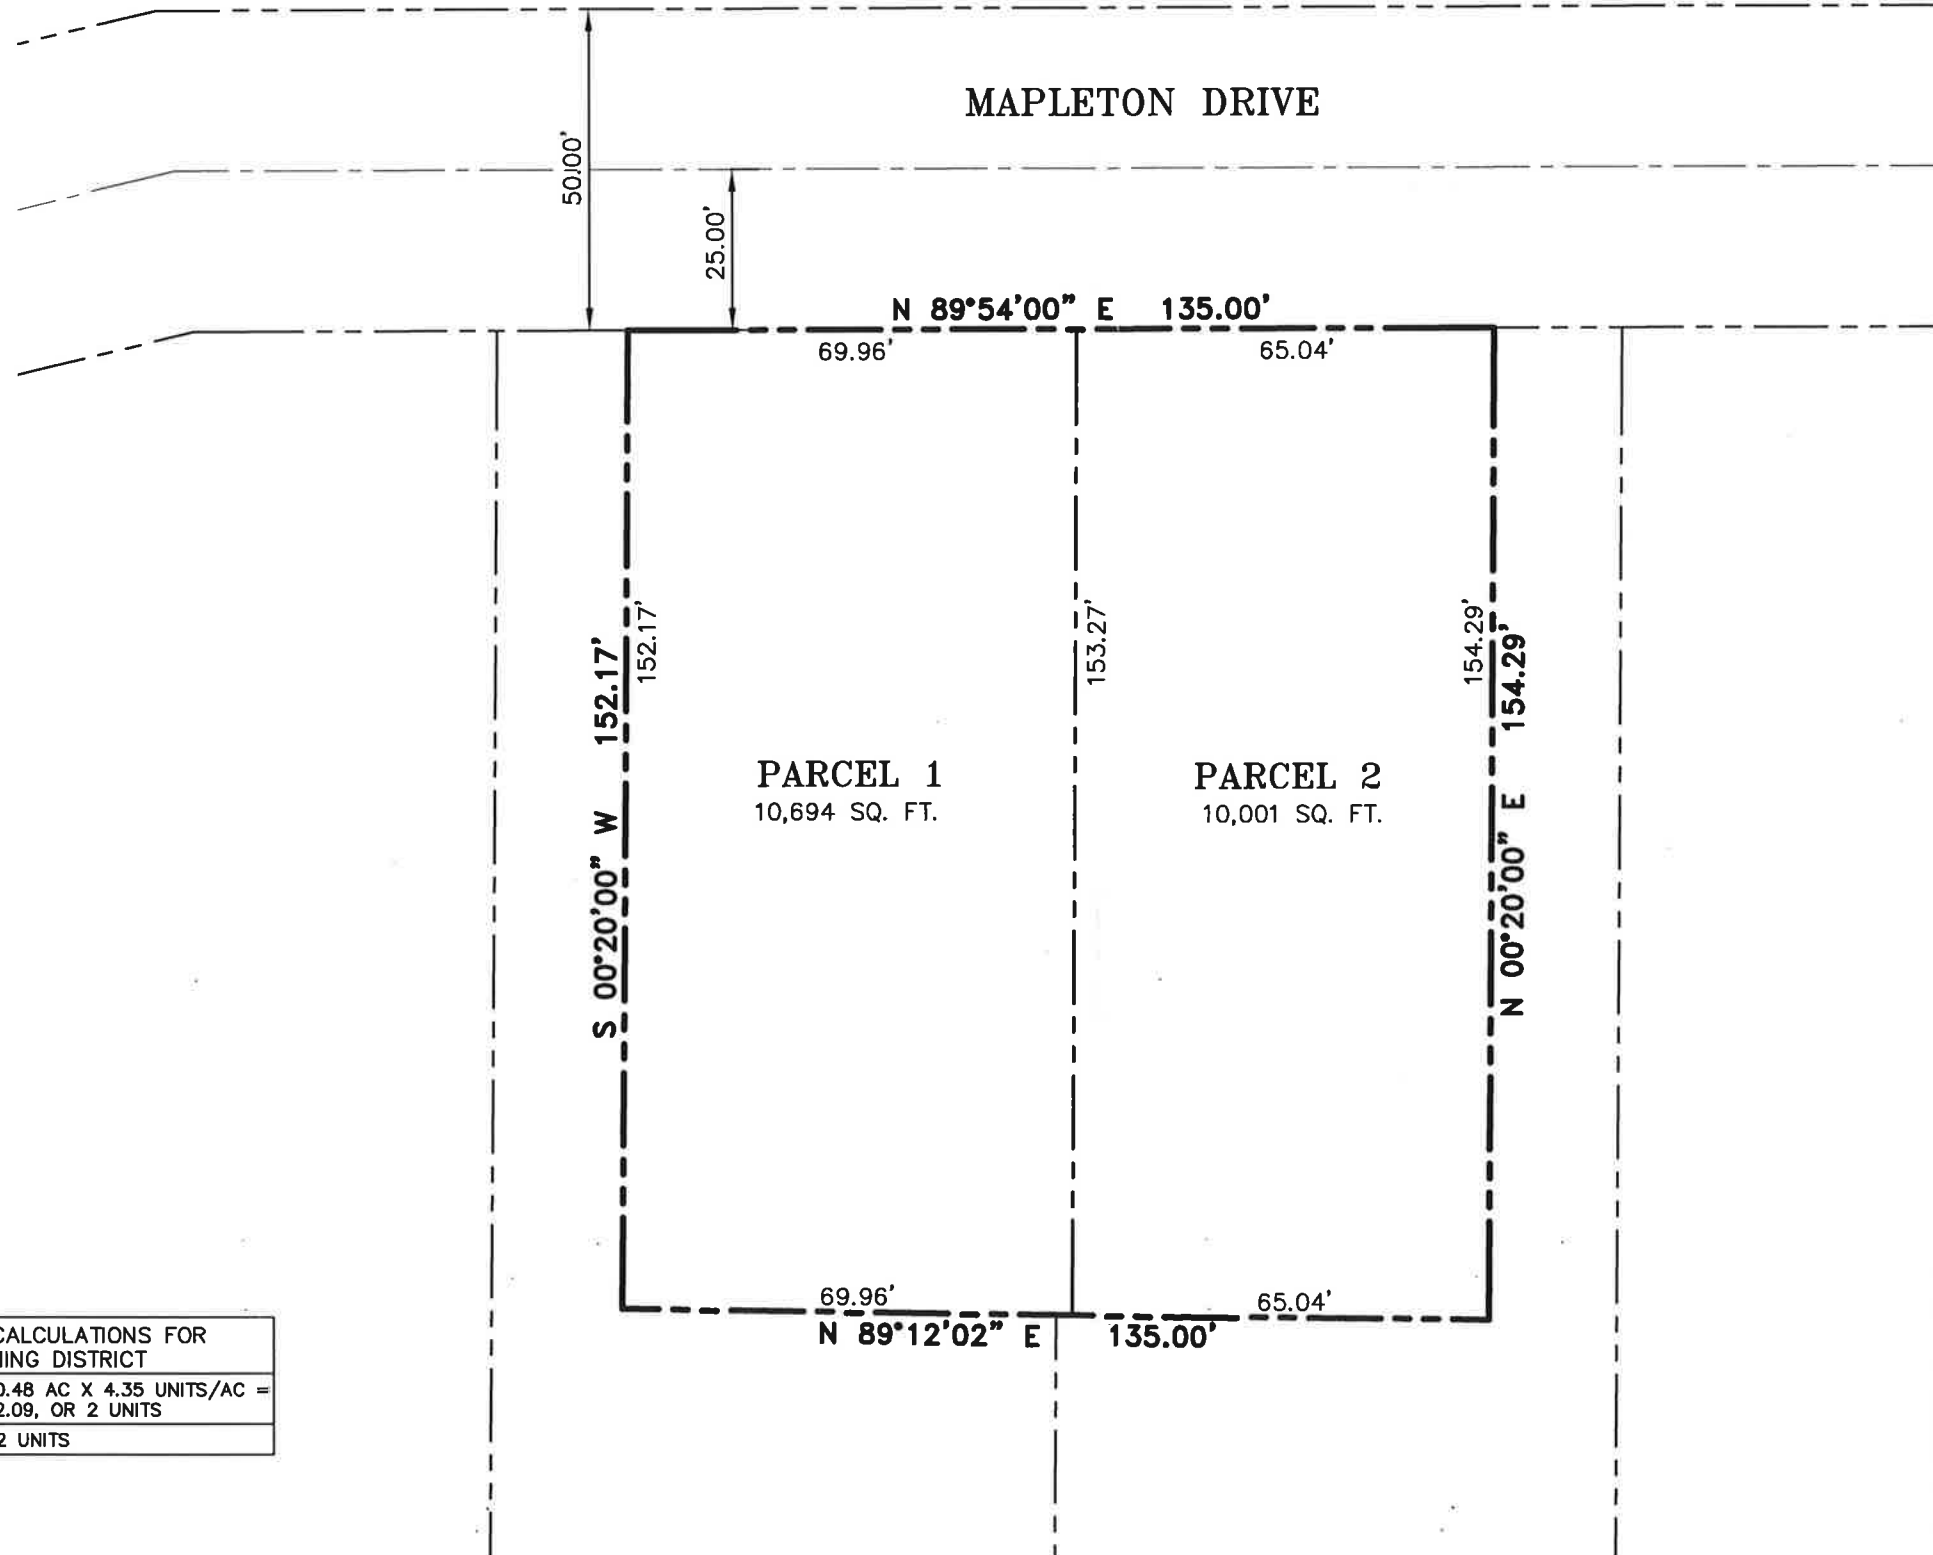 MAPLETON DRIVE
50.00'
25.00'
N 89°54'00" E 135.00'
69.96'
65.04'
S 00°20'00" W 152.17'
152.17'
153.27'
154.29'
N 00°20'00" E 154.29'
PARCEL 1
10,694 SQ. FT.
PARCEL 2
10,001 SQ. FT.
69.96'
65.04'
N 89°12'02" E 135.00'
CALCULATIONS FOR
DISTRICT
0.48 AC X 4.35 UNITS/AC =
2.09, OR 2 UNITS
2 UNITS